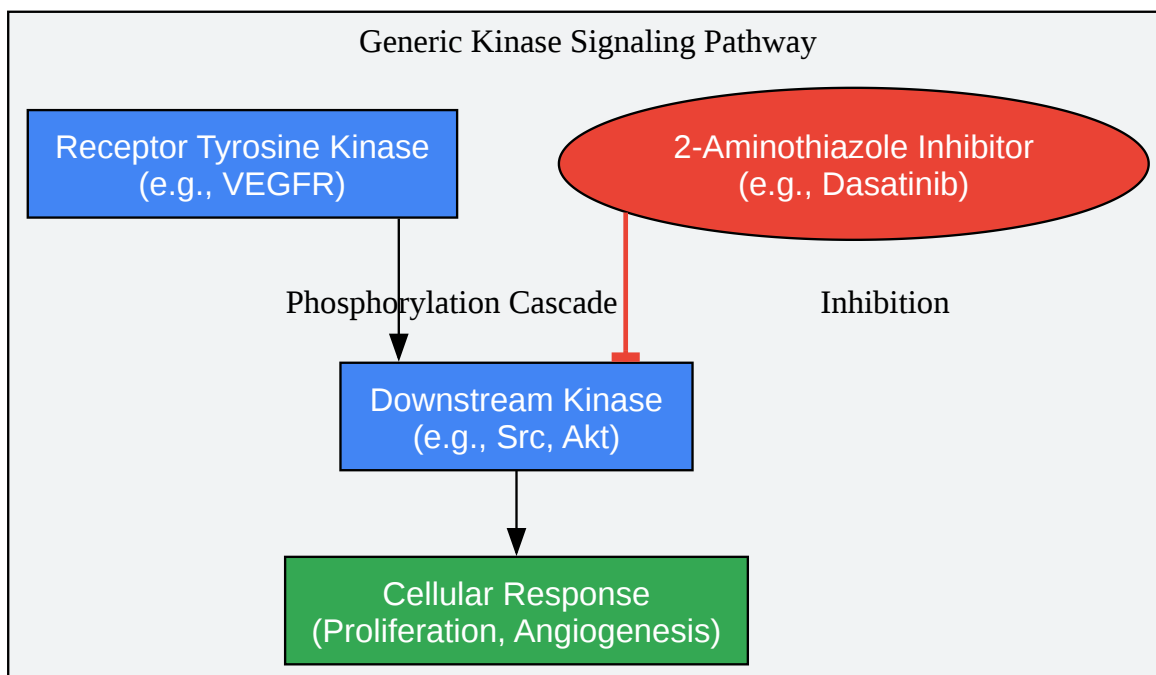 Generic Kinase Signaling Pathway
Receptor Tyrosine Kinase
(e.g., VEGFR)
2-Aminothiazole Inhibitor
(e.g., Dasatinib)
Phosphorylation Cascade
Inhibition
Downstream Kinase
(e.g., Src, Akt)
Cellular Response
(Proliferation, Angiogenesis)